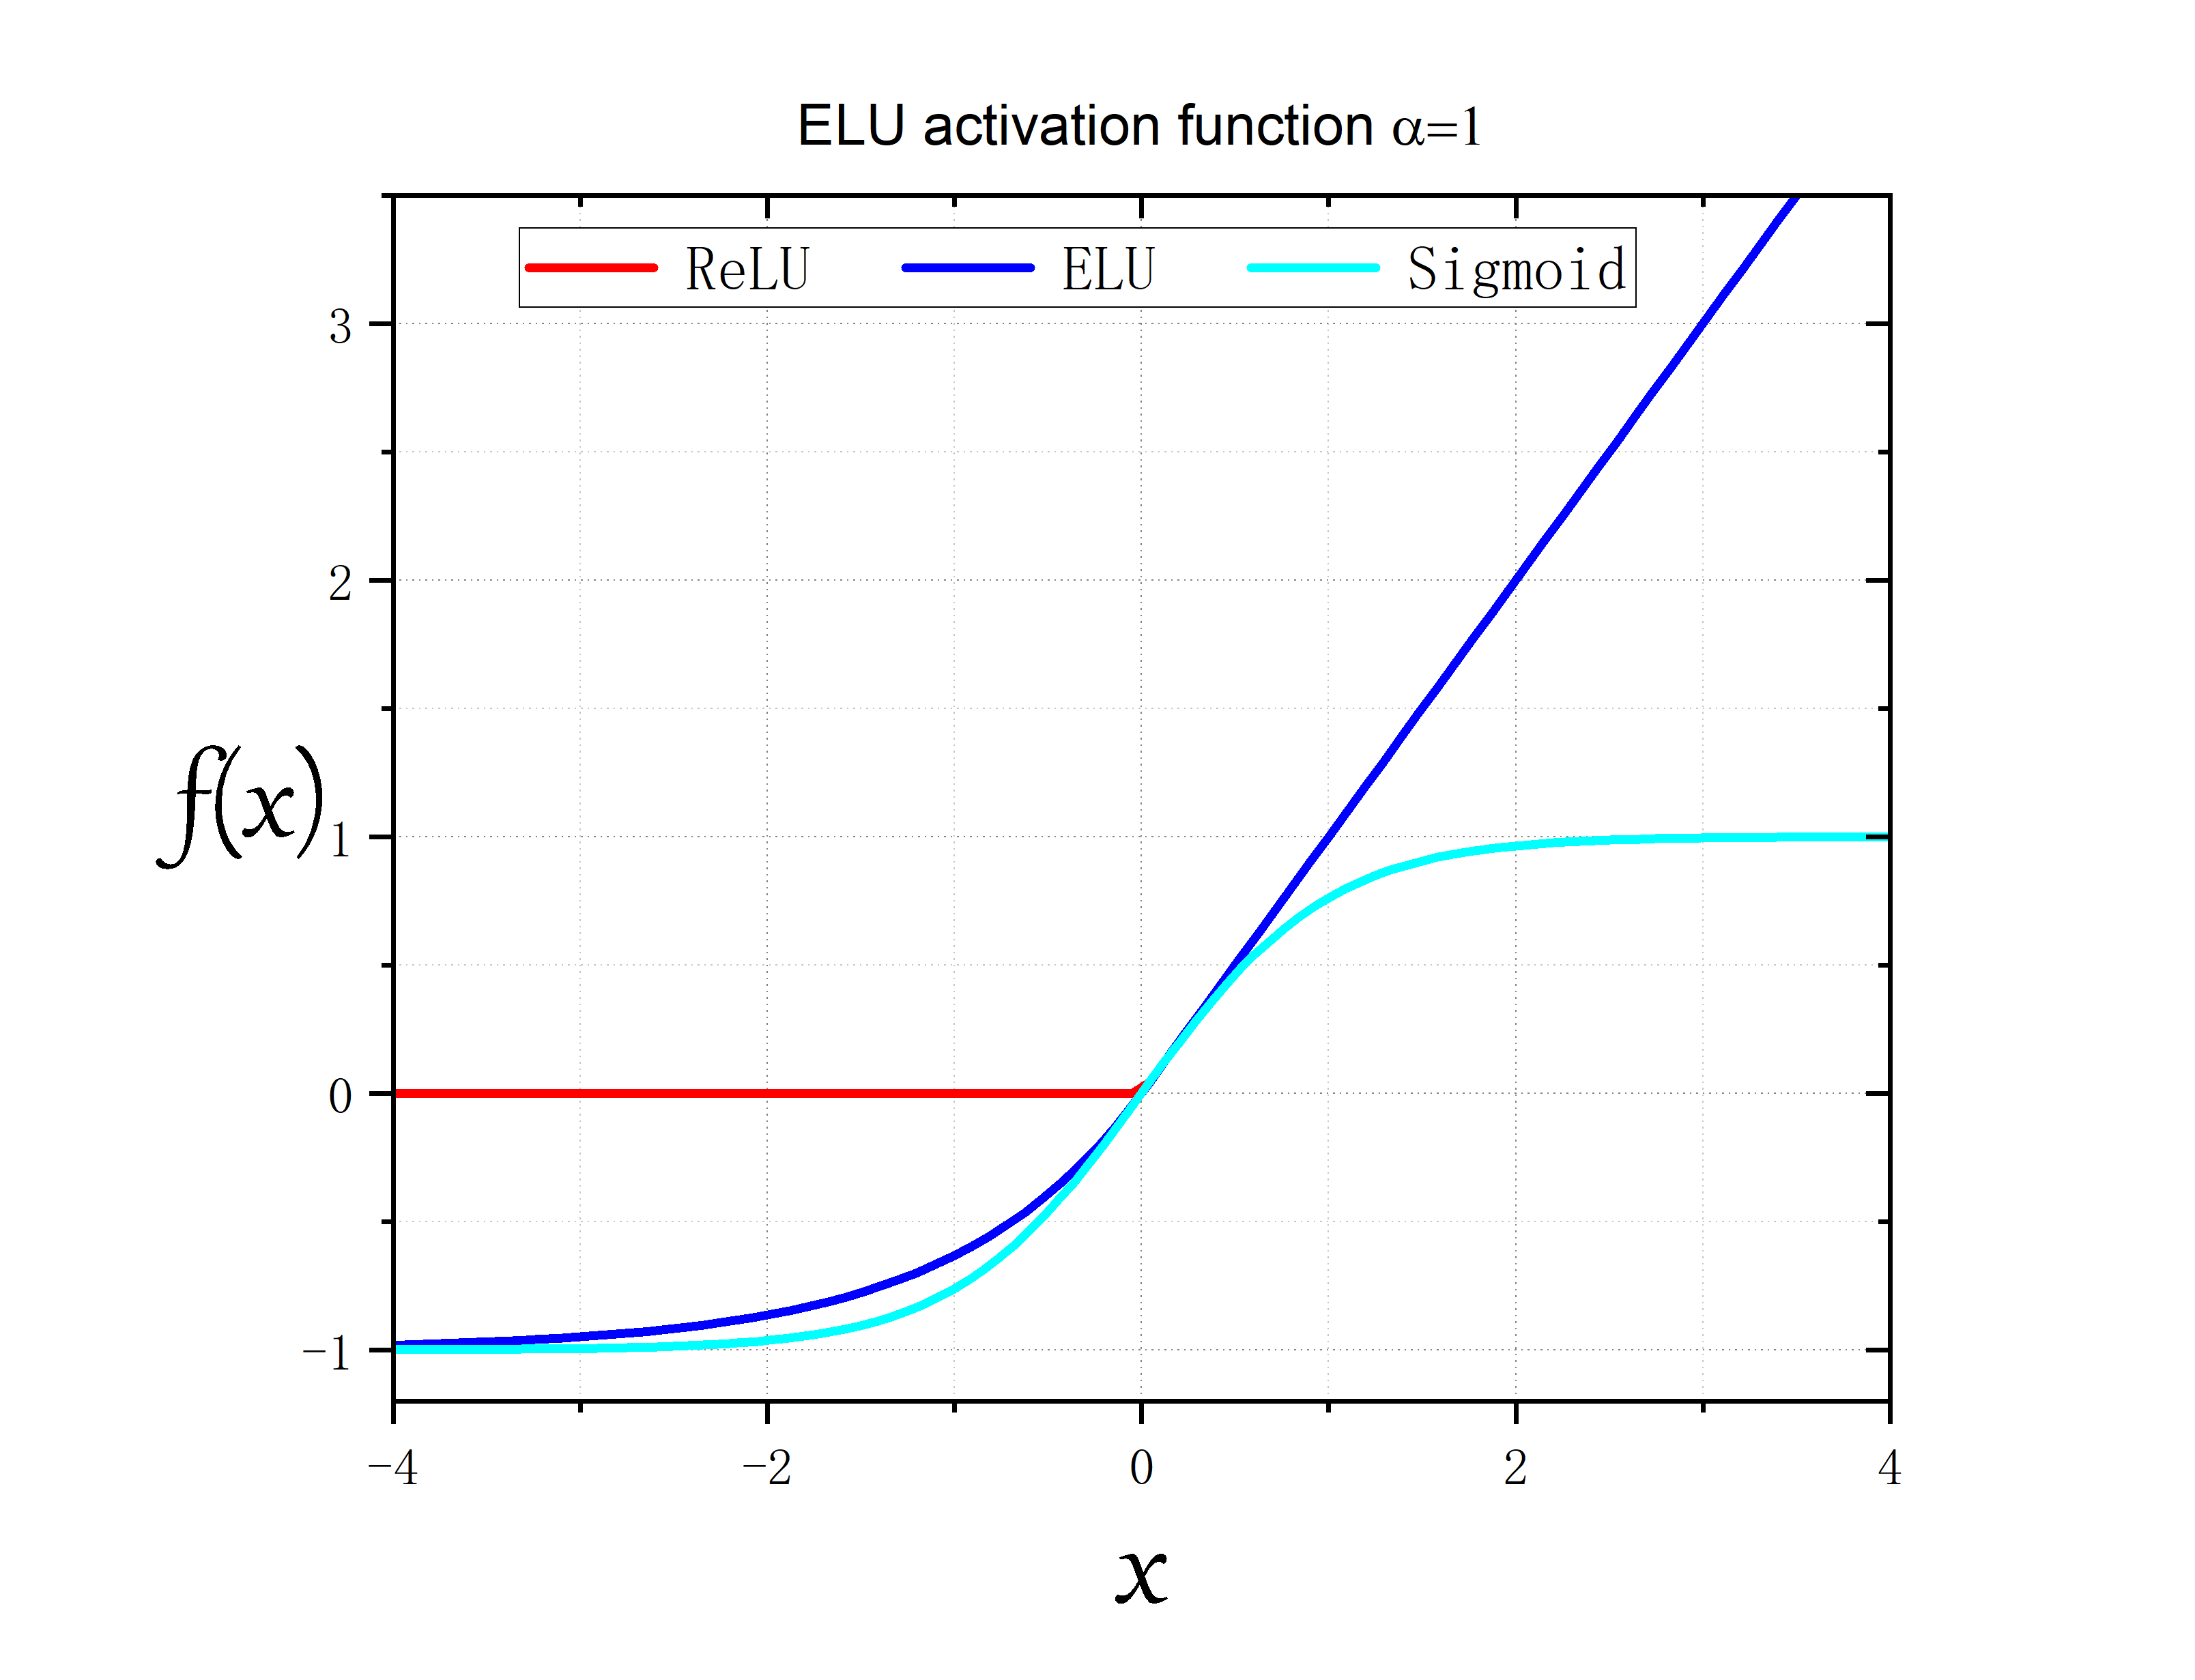 ELU activation function α=1
ReLU ELU Sigmoid
3
2
f(x)
1
0
−1
−4 −2 0 2 4
x